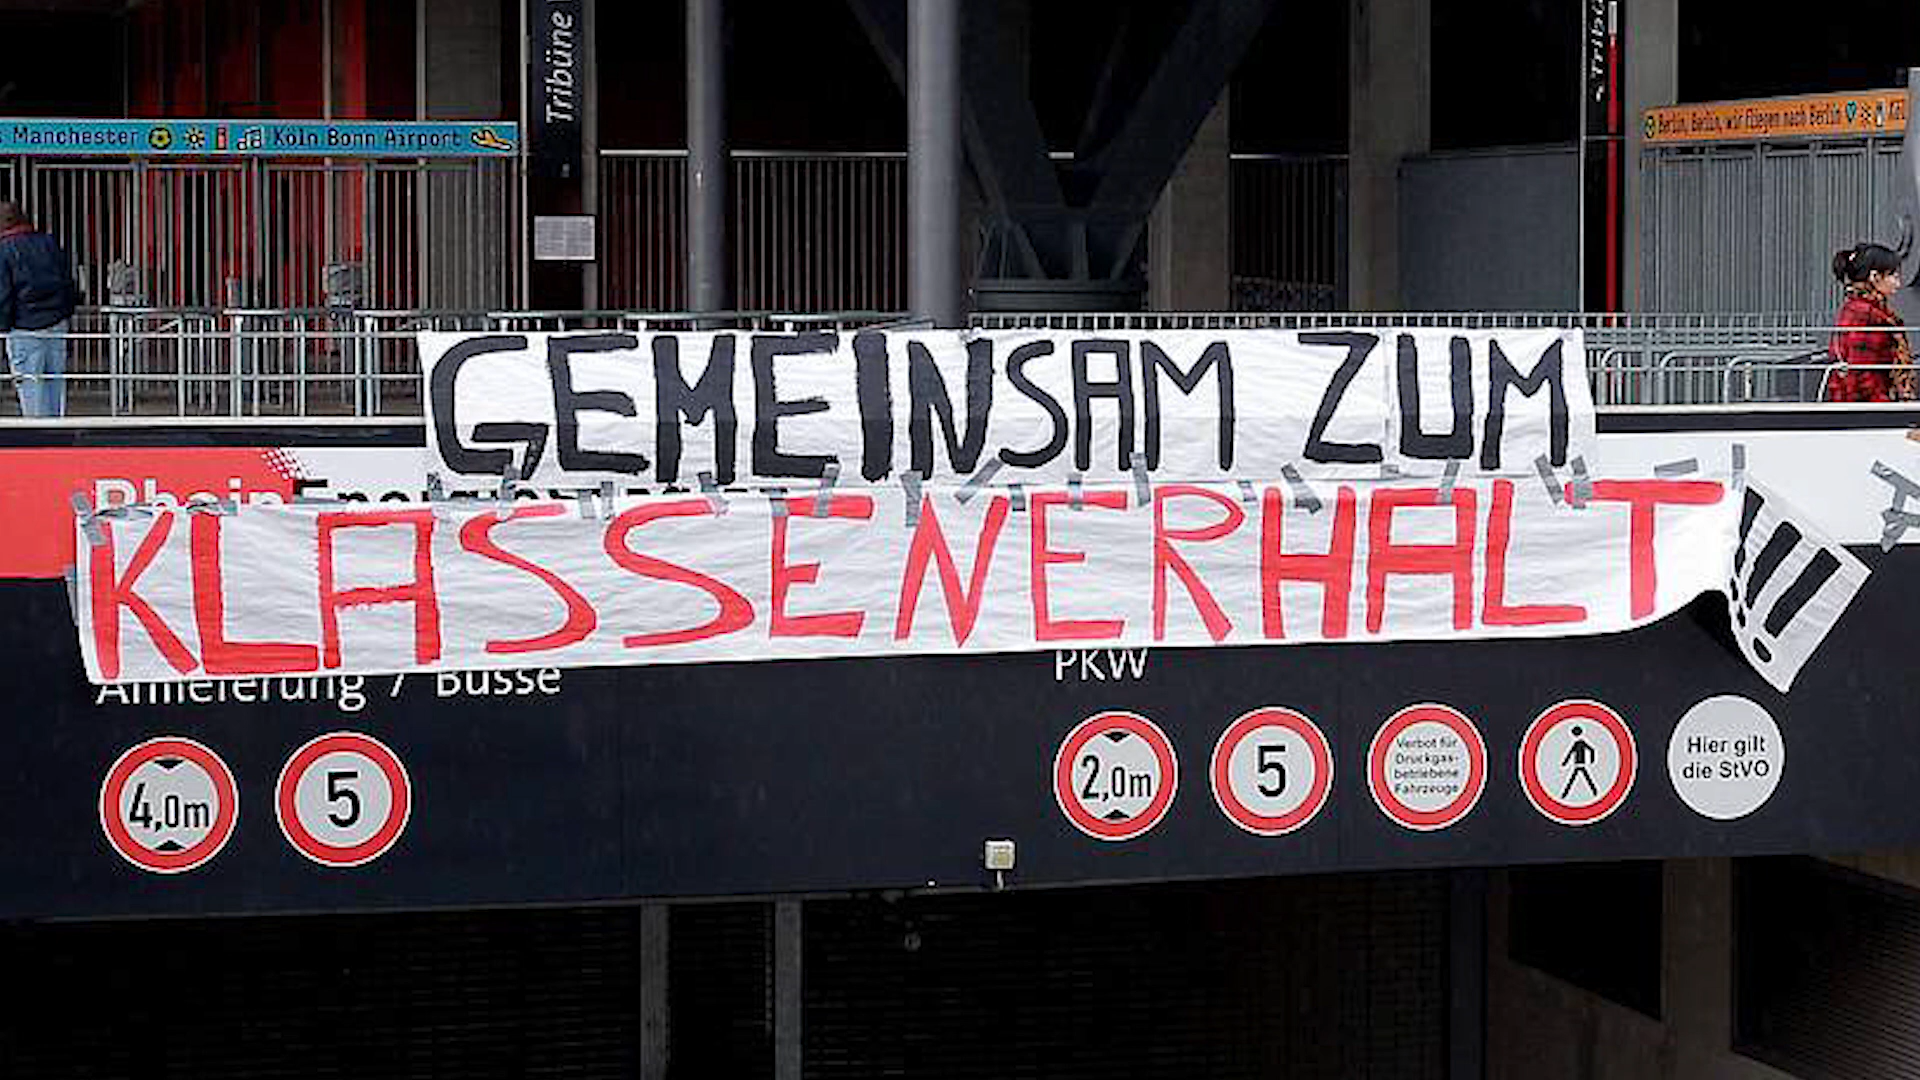 Tribüne
Manchester
Köln Bonn Airport
Berlin, Berlin, wir fliegen nach Berlin
GEMEINSAM ZUM
KLASSENERHALT
!!!
Anlieferung / Busse
PKW
4,0m
5
2,0m
5
Verbot für
Druckgas-
betriebene
Fahrzeuge
Hier gilt
die StVO